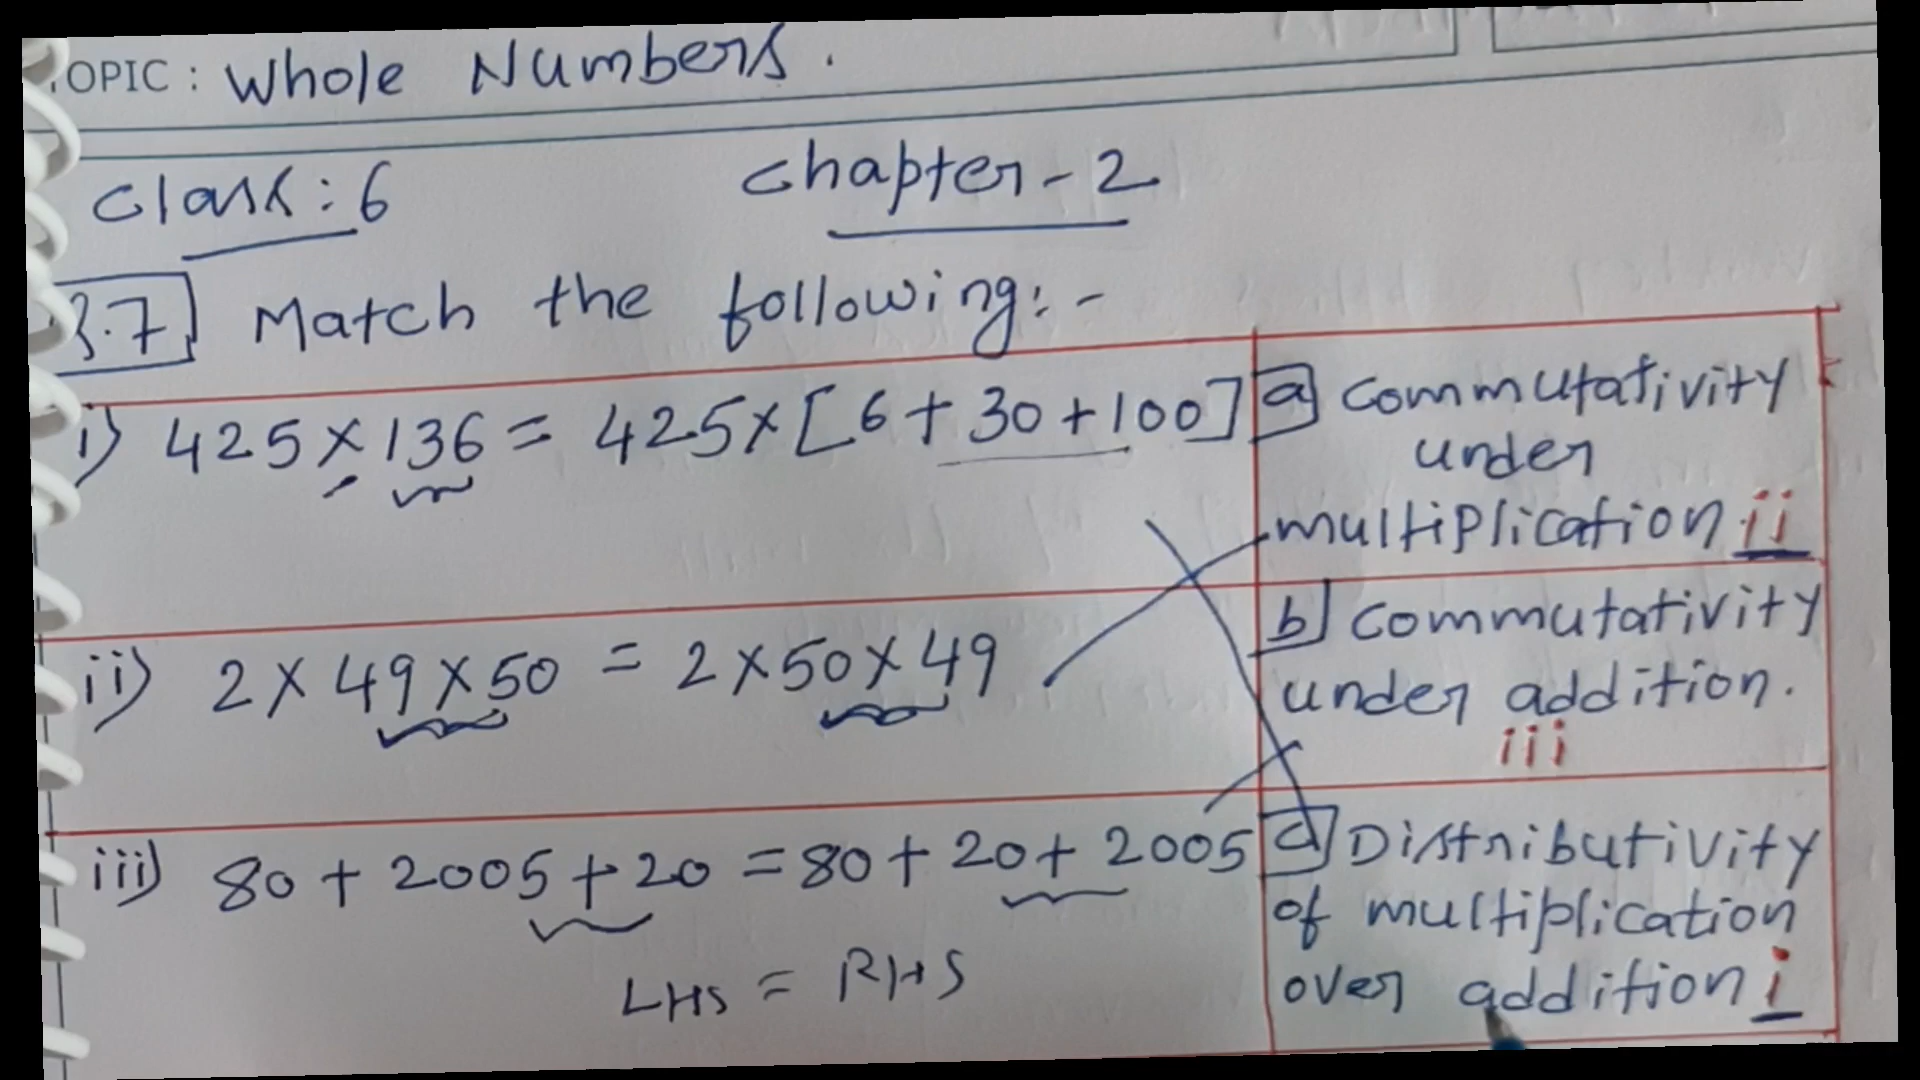 TOPIC : Whole Numbers.
Class : 6
Chapter - 2
3.7] Match the following: -
i) 425 × 136 = 425 × [6 + 30 + 100]
a) Commutativity
under
multiplication ii
ii) 2 × 49 × 50 = 2 × 50 × 49
b) Commutativity
under addition.
iii
iii) 80 + 2005 + 20 = 80 + 20 + 2005
LHS = RHS
c) Distributivity
of multiplication
over addition i